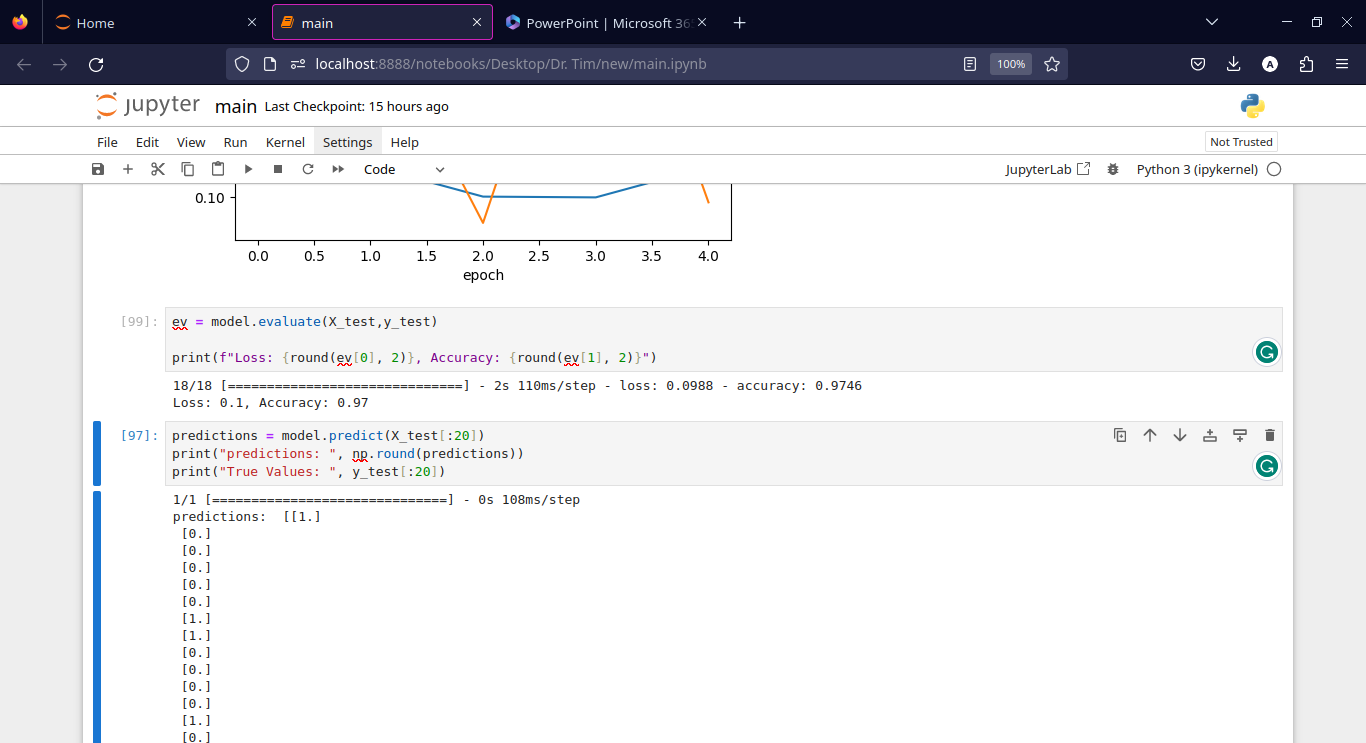 Home
main
PowerPoint | Microsoft 36
localhost:8888/notebooks/Desktop/Dr. Tim/new/main.ipynb
100%
A
jupyter main Last Checkpoint: 15 hours ago
File Edit View Run Kernel Settings Help
Not Trusted
Code
JupyterLab
Python 3 (ipykernel)
0.10
0.0 0.5 1.0 1.5 2.0 2.5 3.0 3.5 4.0
epoch
[99]:
ev = model.evaluate(X_test,y_test)
print(f"Loss: {round(ev[0], 2)}, Accuracy: {round(ev[1], 2)}")
18/18 [==============================] - 2s 110ms/step - loss: 0.0988 - accuracy: 0.9746
Loss: 0.1, Accuracy: 0.97
[97]:
predictions = model.predict(X_test[:20])
print("predictions: ", np.round(predictions))
print("True Values: ", y_test[:20])
1/1 [==============================] - 0s 108ms/step
predictions:  [[1.]
[0.]
[0.]
[0.]
[0.]
[0.]
[1.]
[1.]
[0.]
[0.]
[0.]
[0.]
[1.]
[0.]